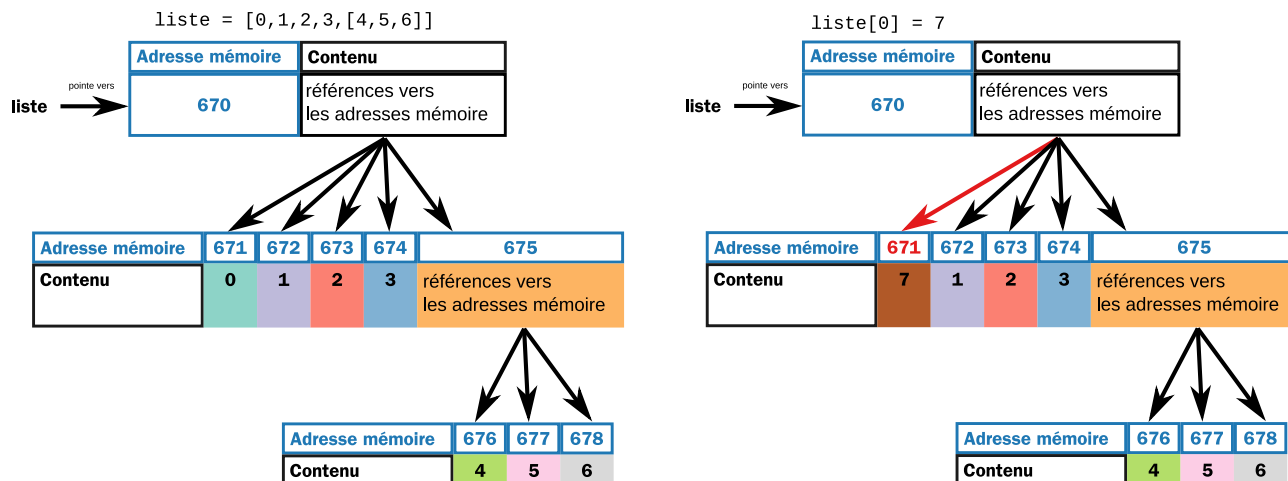 liste = [0,1,2,3,[4,5,6]]
Adresse mémoire Contenu
pointe vers
liste
670
références vers
les adresses mémoire
Adresse mémoire 671 672 673 674 675
Contenu 0 1 2 3 références vers
les adresses mémoire
Adresse mémoire 676 677 678
Contenu 4 5 6
liste[0] = 7
Adresse mémoire Contenu
pointe vers
liste
670
références vers
les adresses mémoire
Adresse mémoire 671 672 673 674 675
Contenu 7 1 2 3 références vers
les adresses mémoire
Adresse mémoire 676 677 678
Contenu 4 5 6